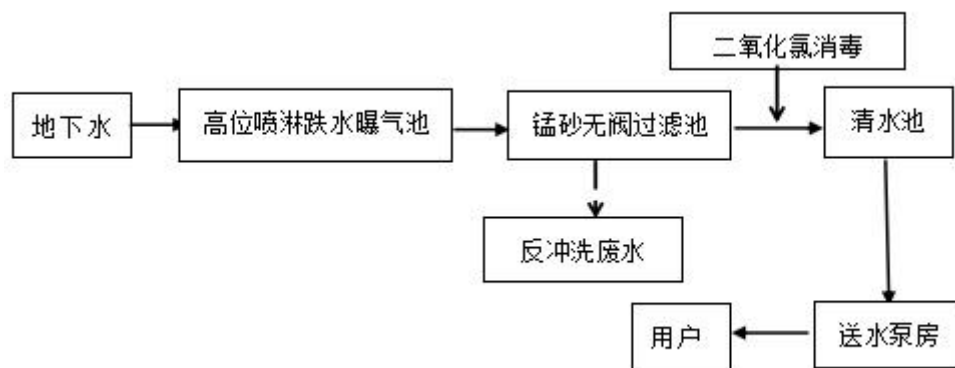 二氧化氯消毒
地下水
高位喷淋跌水曝气池
锰砂无阀过滤池
清水池
反冲洗废水
用户
送水泵房